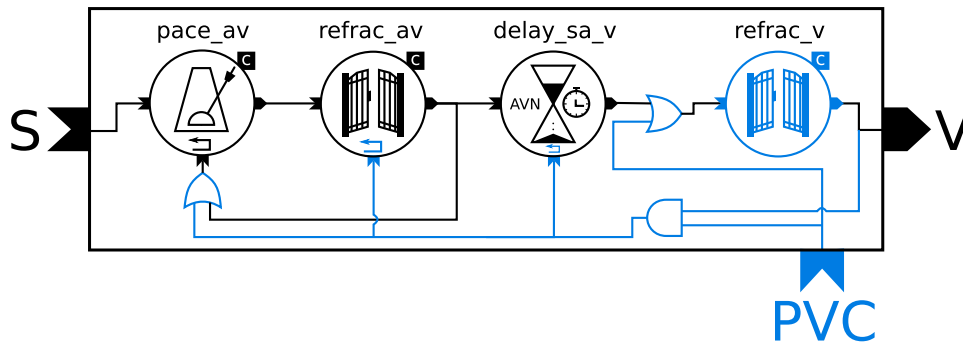 pace_av refrac_av delay_sa_v refrac_v
C C C
S AVN V
PVC